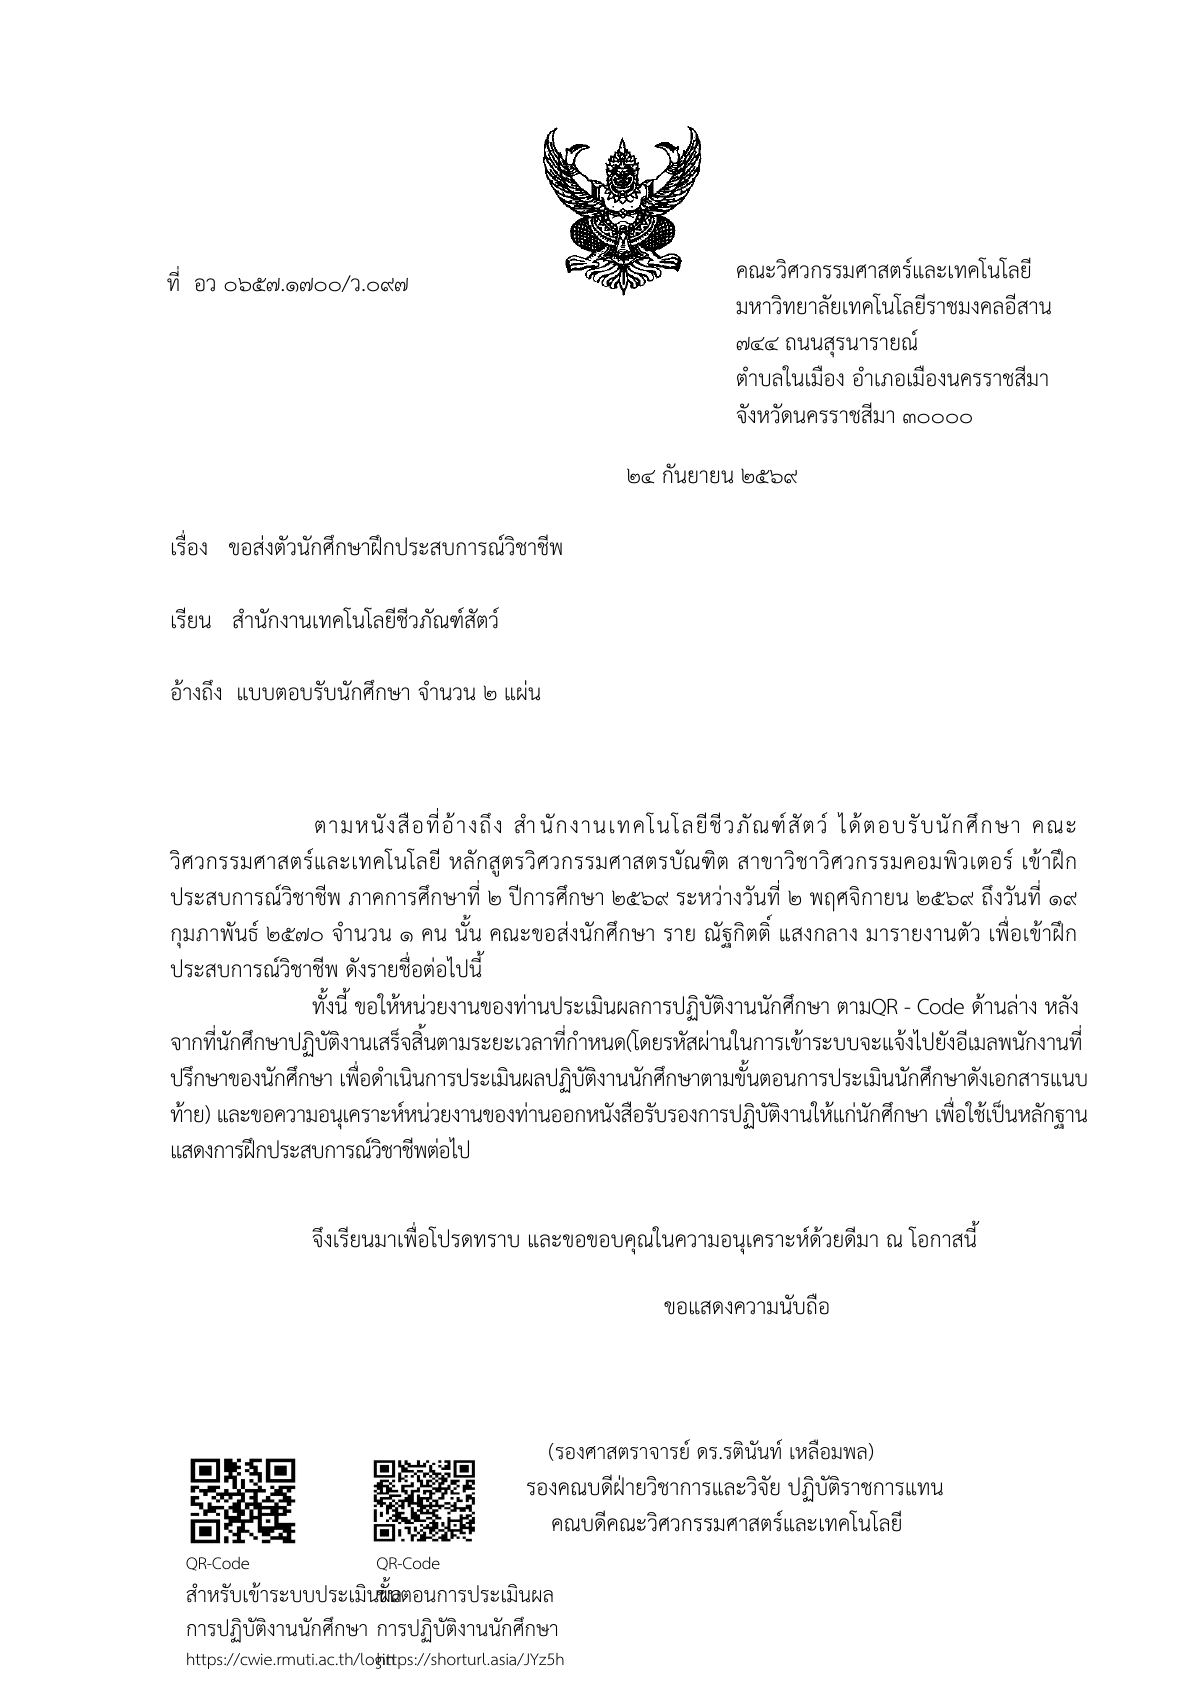 ที่ อว ๐๖๕๗.๑๗๐๐/ว.๐๙๗
คณะวิศวกรรมศาสตร์และเทคโนโลยี
มหาวิทยาลัยเทคโนโลยีราชมงคลอีสาน
๗๔๔ ถนนสุรนารายณ์
ตำบลในเมือง อำเภอเมืองนครราชสีมา
จังหวัดนครราชสีมา ๓๐๐๐๐
๒๔ กันยายน ๒๕๖๙
เรื่อง ขอส่งตัวนักศึกษาฝึกประสบการณ์วิชาชีพ
เรียน สำนักงานเทคโนโลยีชีวภัณฑ์สัตว์
อ้างถึง แบบตอบรับนักศึกษา จำนวน ๒ แผ่น
ตามหนังสือที่อ้างถึง สำนักงานเทคโนโลยีชีวภัณฑ์สัตว์ ได้ตอบรับนักศึกษา คณะ
วิศวกรรมศาสตร์และเทคโนโลยี หลักสูตรวิศวกรรมศาสตรบัณฑิต สาขาวิชาวิศวกรรมคอมพิวเตอร์ เข้าฝึก
ประสบการณ์วิชาชีพ ภาคการศึกษาที่ ๒ ปีการศึกษา ๒๕๖๙ ระหว่างวันที่ ๒ พฤศจิกายน ๒๕๖๙ ถึงวันที่ ๑๙
กุมภาพันธ์ ๒๕๗๐ จำนวน ๑ คน นั้น คณะขอส่งนักศึกษา ราย ณัฐกิตติ์ แสงกลาง มารายงานตัว เพื่อเข้าฝึก
ประสบการณ์วิชาชีพ ดังรายชื่อต่อไปนี้
ทั้งนี้ ขอให้หน่วยงานของท่านประเมินผลการปฏิบัติงานนักศึกษา ตามQR - Code ด้านล่าง หลัง
จากที่นักศึกษาปฏิบัติงานเสร็จสิ้นตามระยะเวลาที่กำหนด(โดยรหัสผ่านในการเข้าระบบจะแจ้งไปยังอีเมลพนักงานที่
ปรึกษาของนักศึกษา เพื่อดำเนินการประเมินผลปฏิบัติงานนักศึกษาตามขั้นตอนการประเมินนักศึกษาดังเอกสารแนบ
ท้าย) และขอความอนุเคราะห์หน่วยงานของท่านออกหนังสือรับรองการปฏิบัติงานให้แก่นักศึกษา เพื่อใช้เป็นหลักฐาน
แสดงการฝึกประสบการณ์วิชาชีพต่อไป
จึงเรียนมาเพื่อโปรดทราบ และขอขอบคุณในความอนุเคราะห์ด้วยดีมา ณ โอกาสนี้
ขอแสดงความนับถือ
(รองศาสตราจารย์ ดร.รตินันท์ เหลือมพล)
รองคณบดีฝ่ายวิชาการและวิจัย ปฏิบัติราชการแทน
คณบดีคณะวิศวกรรมศาสตร์และเทคโนโลยี
QR-Code
สำหรับเข้าระบบประเมินผล
การปฏิบัติงานนักศึกษา
https://cwie.rmuti.ac.th/login
QR-Code
ขั้นตอนการประเมินผล
การปฏิบัติงานนักศึกษา
https://shorturl.asia/JYz5h